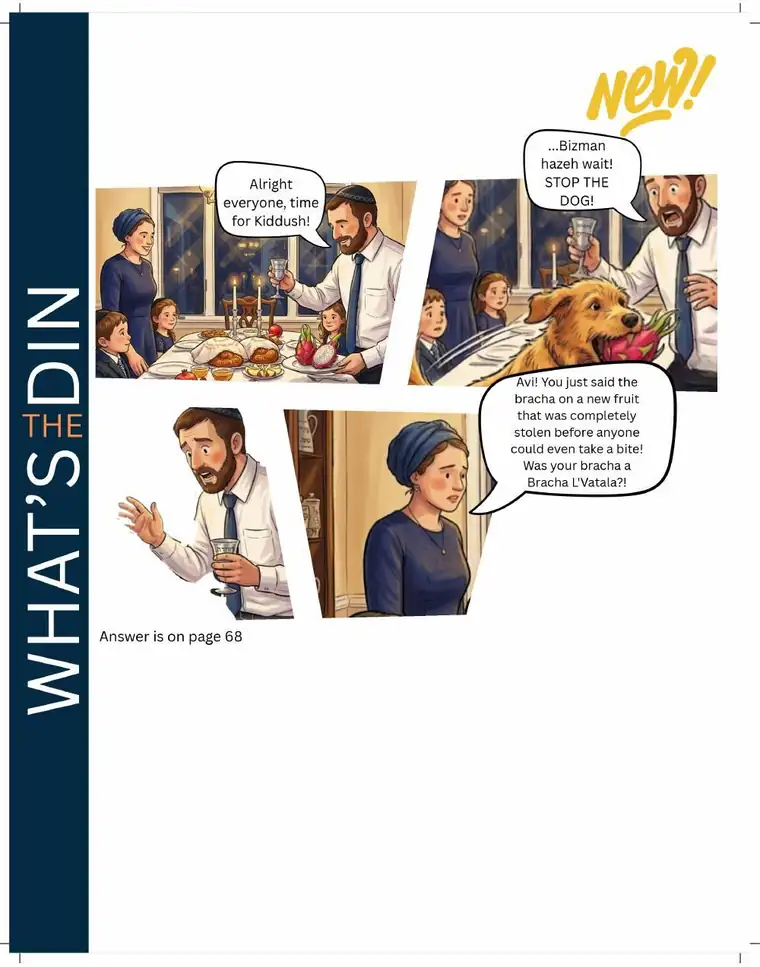 WHAT'S THE DIN
New!
Alright
everyone, time
for Kiddush!
...Bizman
hazeh wait!
STOP THE
DOG!
Avi! You just said the
bracha on a new fruit
that was completely
stolen before anyone
could even take a bite!
Was your bracha a
Bracha L'Vatala?!
Answer is on page 68